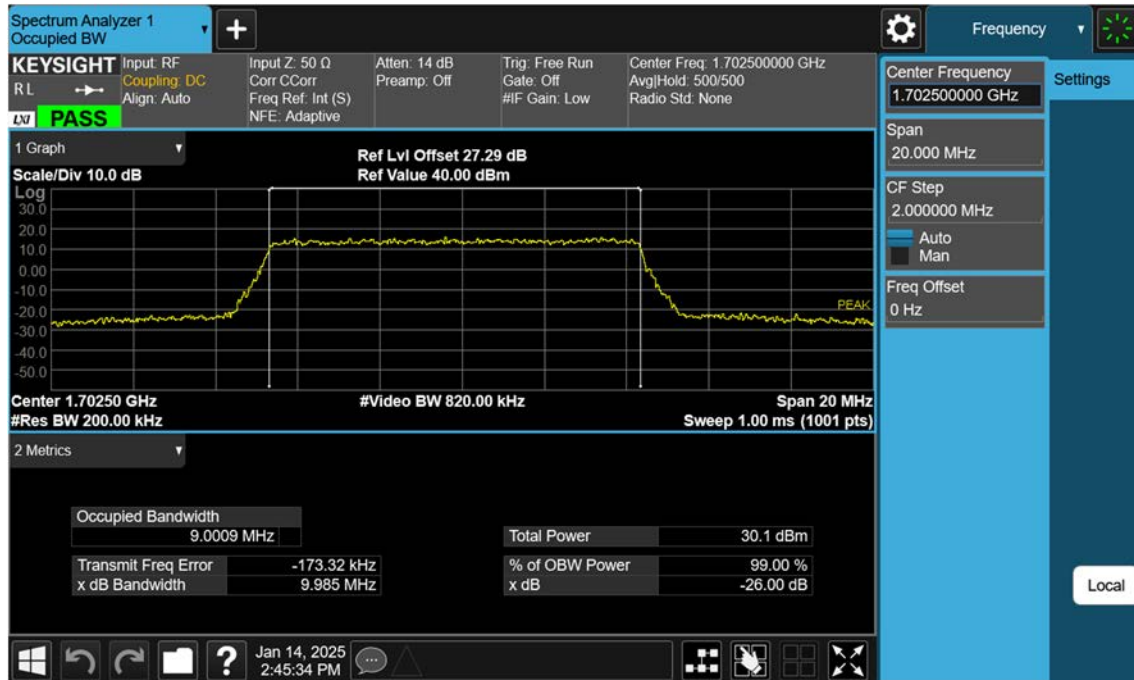 Spectrum Analyzer 1
Occupied BW
+
Frequency
KEYSIGHT
R L
LXI PASS
Input: RF
Coupling: DC
Align: Auto
Input Z: 50 Ω
Corr CCorr
Freq Ref: Int (S)
NFE: Adaptive
Atten: 14 dB
Preamp: Off
Trig: Free Run
Gate: Off
#IF Gain: Low
Center Freq: 1.702500000 GHz
Avg|Hold: 500/500
Radio Std: None
Center Frequency
1.702500000 GHz
Settings
Span
20.000 MHz
CF Step
2.000000 MHz
Auto
Man
Freq Offset
0 Hz
Local
1 Graph
Scale/Div 10.0 dB
Ref Lvl Offset 27.29 dB
Ref Value 40.00 dBm
Log
30.0
20.0
10.0
0.00
-10.0
-20.0
-30.0
-40.0
-50.0
PEAK
Center 1.70250 GHz
#Video BW 820.00 kHz
Span 20 MHz
#Res BW 200.00 kHz
Sweep 1.00 ms (1001 pts)
2 Metrics
Occupied Bandwidth
9.0009 MHz
Total Power 30.1 dBm
Transmit Freq Error -173.32 kHz
% of OBW Power 99.00 %
x dB Bandwidth 9.985 MHz
x dB -26.00 dB
?
Jan 14, 2025
2:45:34 PM